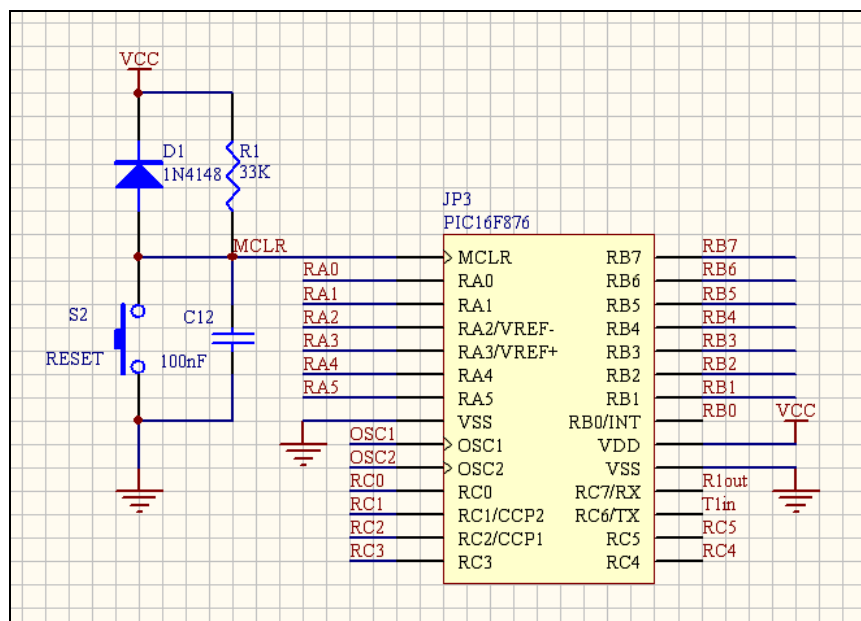 VCC
D1
1N4148
R1
33K
MCLR
S2
RESET
C12
100nF
JP3
PIC16F876
RA0
RA1
RA2
RA3
RA4
RA5
OSC1
OSC2
RC0
RC1
RC2
RC3
MCLR
RA0
RA1
RA2/VREF-
RA3/VREF+
RA4
RA5
VSS
OSC1
OSC2
RC0
RC1/CCP2
RC2/CCP1
RC3
RB7
RB6
RB5
RB4
RB3
RB2
RB1
RB0/INT
VDD
VSS
RC7/RX
RC6/TX
RC5
RC4
RB7
RB6
RB5
RB4
RB3
RB2
RB1
RB0
VCC
R1out
T1in
RC5
RC4